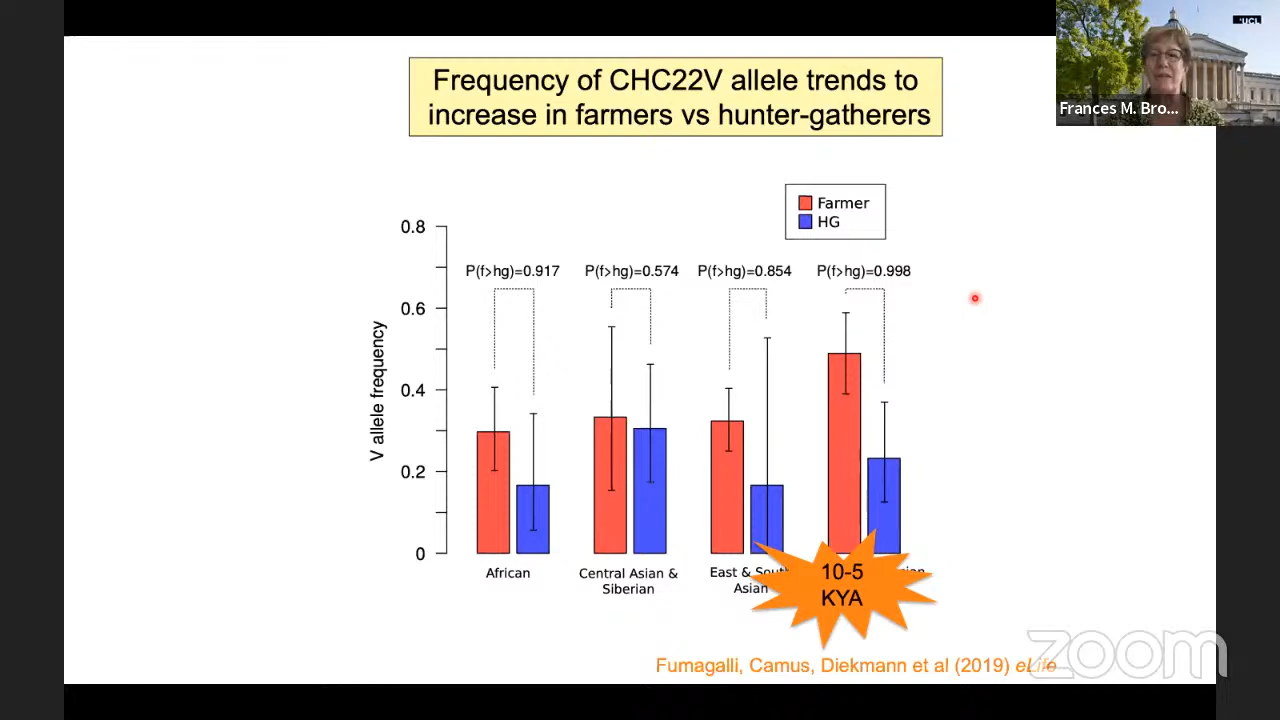 Frequency of CHC22V allele trends to
increase in farmers vs hunter-gatherers
UCL
Frances M. Bro...
Farmer
HG
P(f>hg)=0.917
P(f>hg)=0.574
P(f>hg)=0.854
P(f>hg)=0.998
V allele frequency
0.8
0.6
0.4
0.2
0
African
Central Asian &
Siberian
East & South
Asian
10-5
KYA
Fumagalli, Camus, Diekmann et al (2019) eLife
zoom